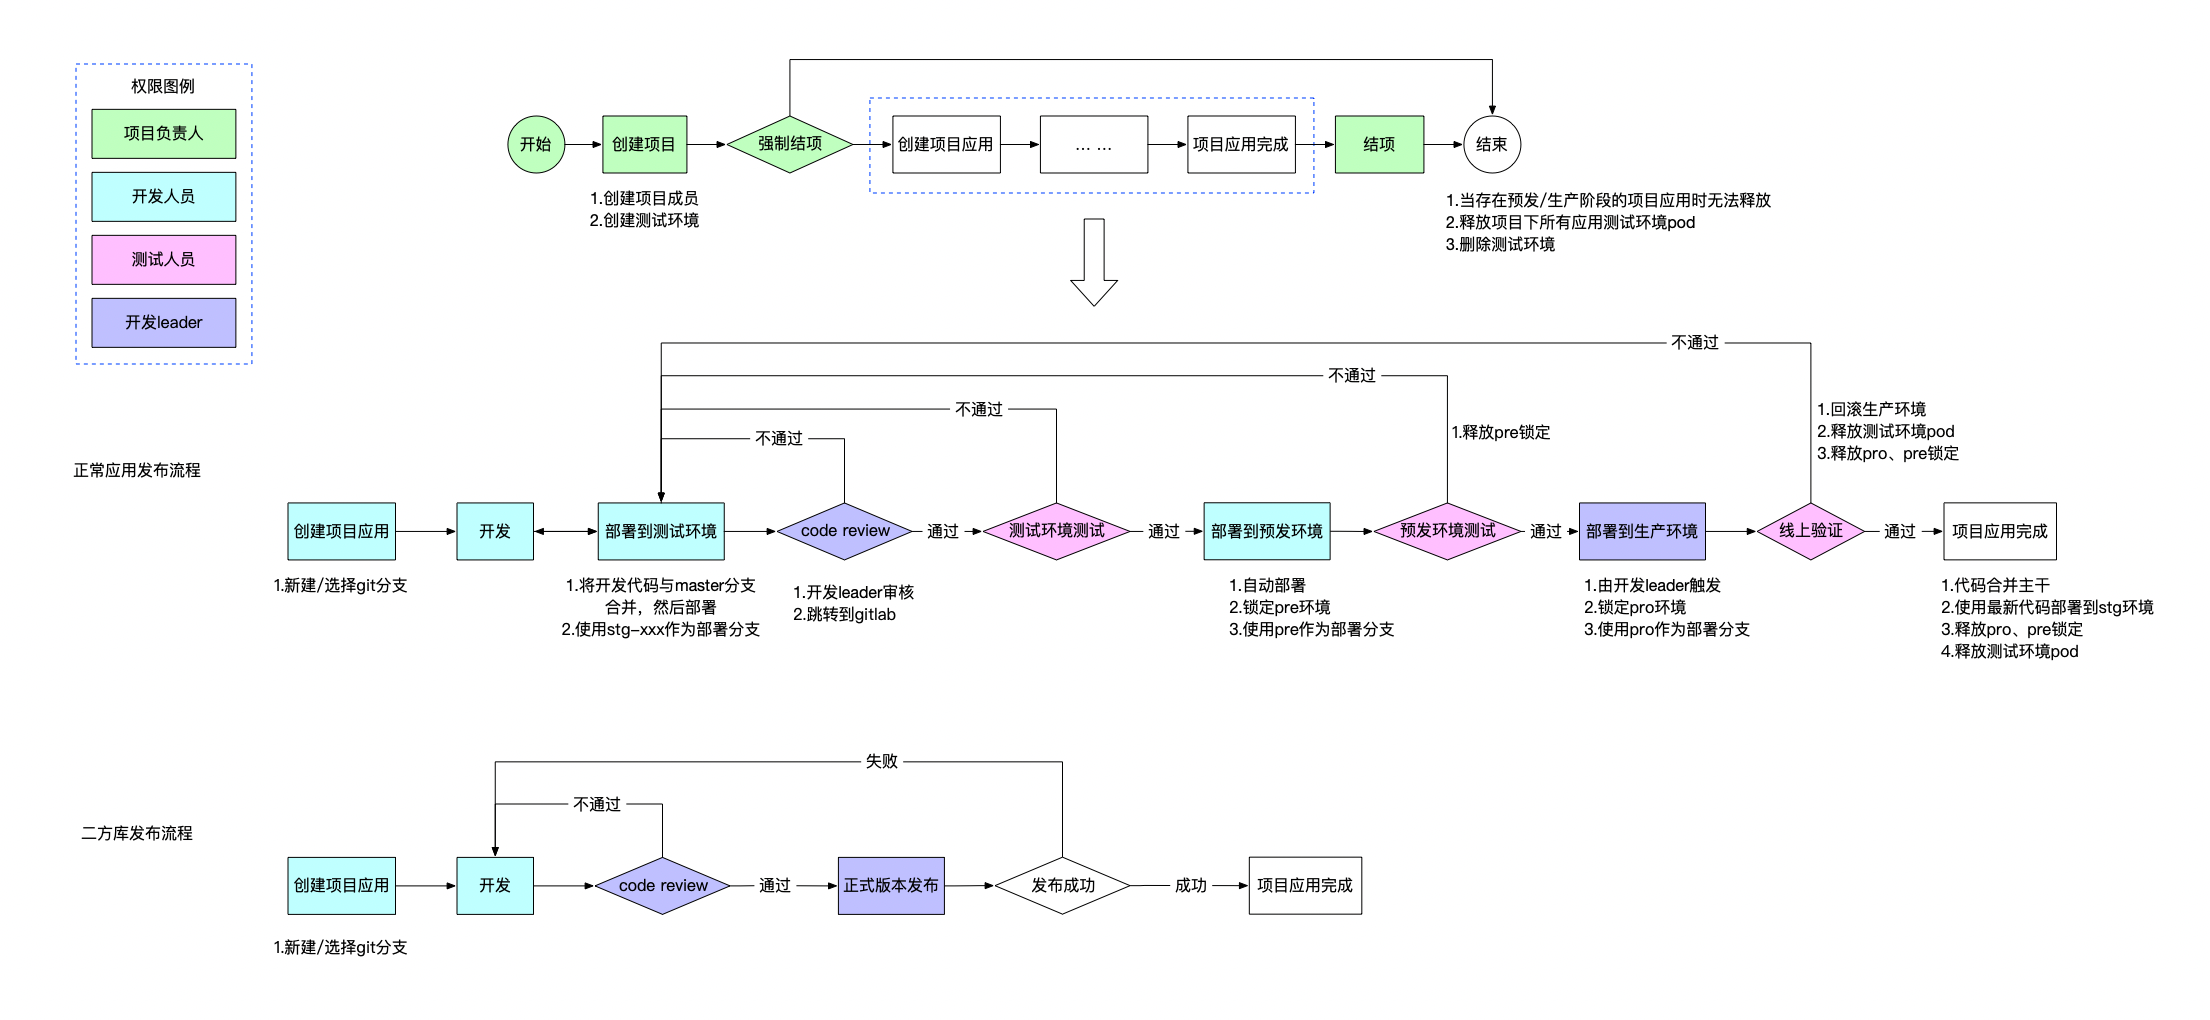 权限图例
项目负责人
开发人员
测试人员
开发leader
开始
创建项目
强制结项
创建项目应用
... ...
项目应用完成
结项
结束
1.创建项目成员
2.创建测试环境
1.当存在预发/生产阶段的项目应用时无法释放
2.释放项目下所有应用测试环境pod
3.删除测试环境
正常应用发布流程
不通过
不通过
不通过
不通过
1.释放pre锁定
1.回滚生产环境
2.释放测试环境pod
3.释放pro、pre锁定
创建项目应用
开发
部署到测试环境
code review
通过
测试环境测试
通过
部署到预发环境
预发环境测试
通过
部署到生产环境
线上验证
通过
项目应用完成
1.新建/选择git分支
1.将开发代码与master分支
合并，然后部署
2.使用stg-xxx作为部署分支
1.开发leader审核
2.跳转到gitlab
1.自动部署
2.锁定pre环境
3.使用pre作为部署分支
1.由开发leader触发
2.锁定pro环境
3.使用pro作为部署分支
1.代码合并主干
2.使用最新代码部署到stg环境
3.释放pro、pre锁定
4.释放测试环境pod
二方库发布流程
失败
不通过
创建项目应用
开发
code review
通过
正式版本发布
发布成功
成功
项目应用完成
1.新建/选择git分支